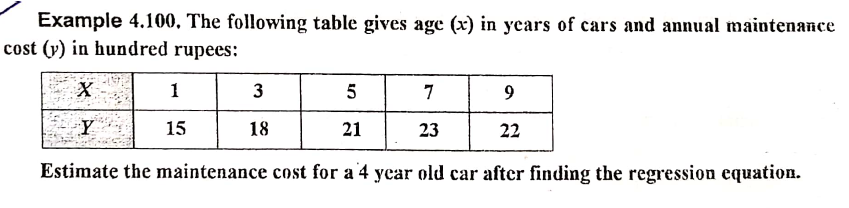 Example 4.100. The following table gives age (x) in years of cars and annual maintenance
cost (y) in hundred rupees:
X 1 3 5 7 9
Y 15 18 21 23 22
Estimate the maintenance cost for a 4 year old car after finding the regression equation.